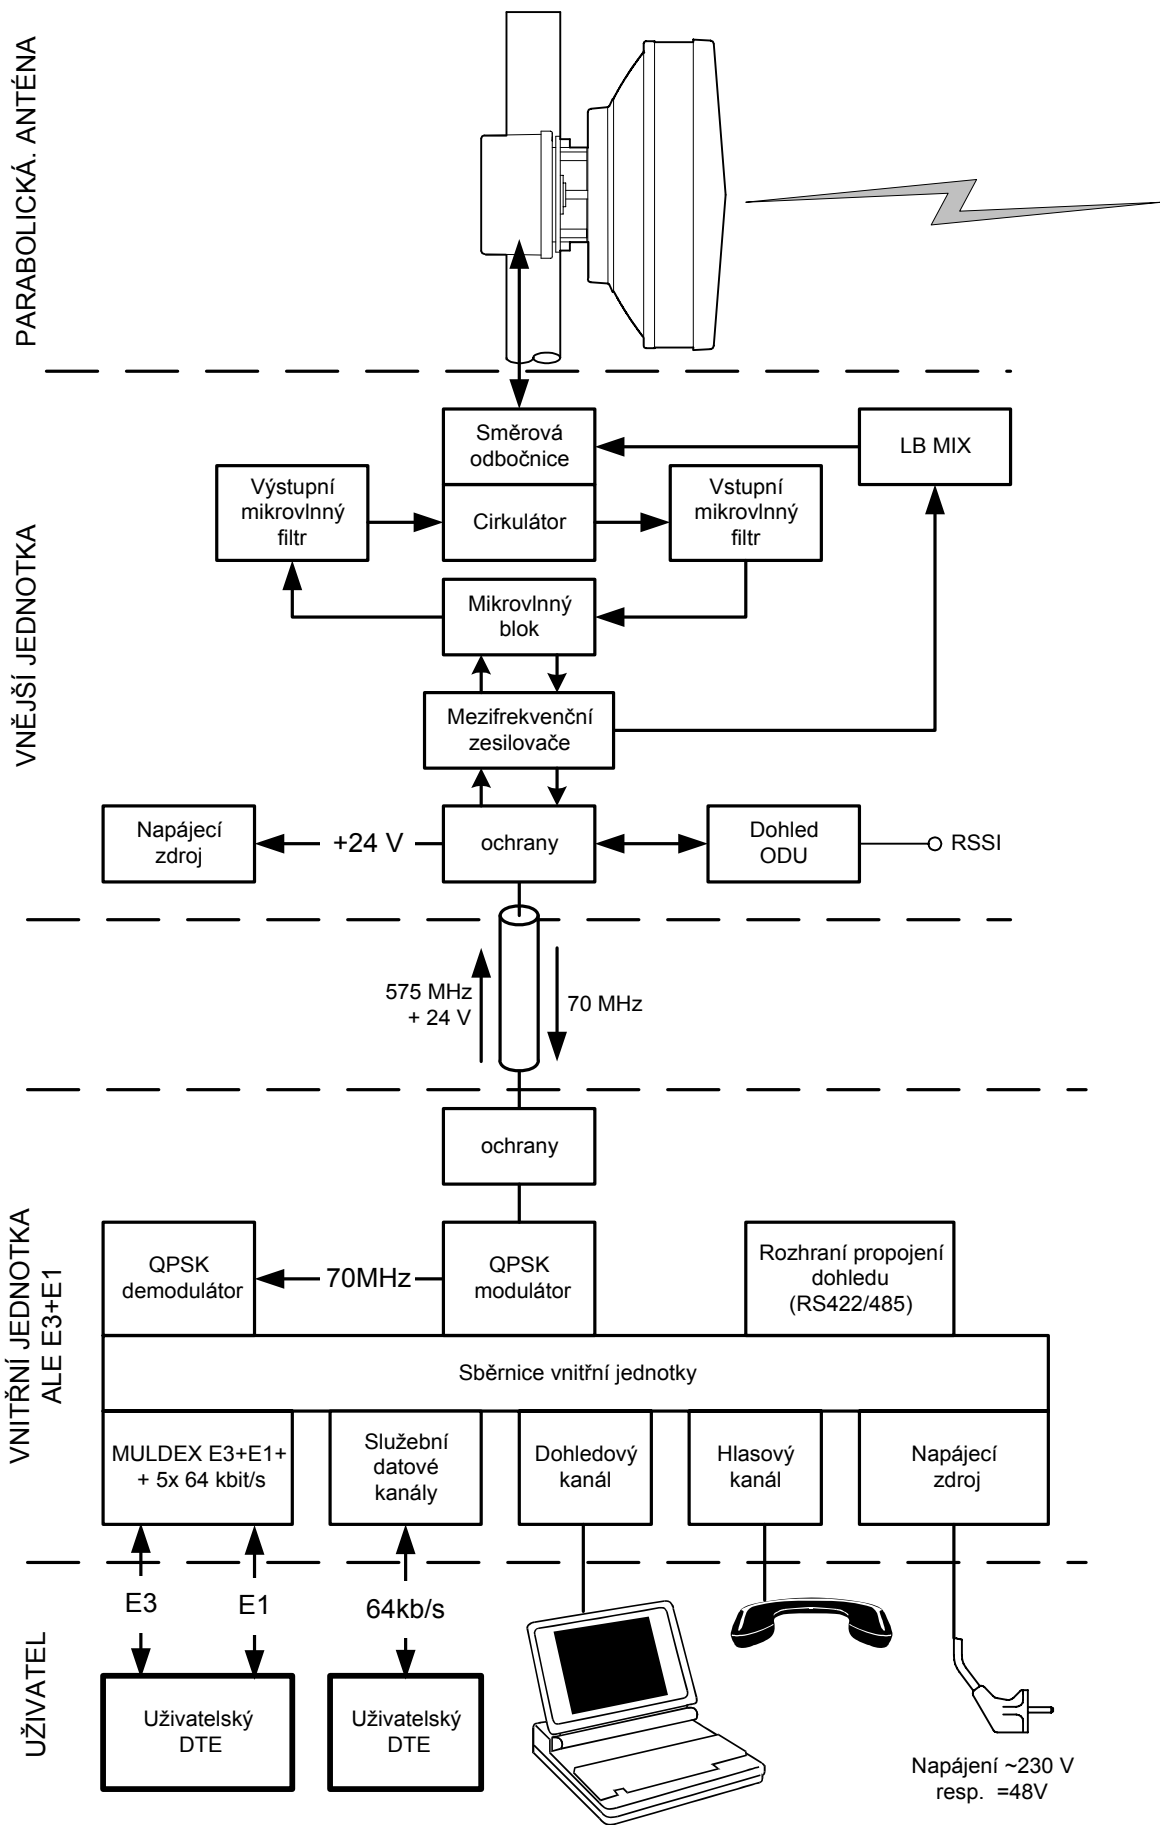 PARABOLICKÁ. ANTÉNA
Směrová
odbočnice
LB MIX
Výstupní
mikrovlnný
filtr
Cirkulátor
Vstupní
mikrovlnný
filtr
VNĚJŠÍ JEDNOTKA
Mikrovlnný
blok
Mezifrekvenční
zesilovače
Napájecí
zdroj
+24 V
ochrany
Dohled
ODU
RSSI
575 MHz
+ 24 V
70 MHz
ochrany
VNITŘNÍ JEDNOTKA
ALE E3+E1
QPSK
demodulátor
70MHz
QPSK
modulátor
Rozhraní propojení
dohledu
(RS422/485)
Sběrnice vnitřní jednotky
MULDEX E3+E1+
+ 5x 64 kbit/s
Služební
datové
kanály
Dohledový
kanál
Hlasový
kanál
Napájecí
zdroj
UŽIVATEL
E3
E1
64kb/s
Uživatelský
DTE
Uživatelský
DTE
Napájení ~230 V
resp. =48V